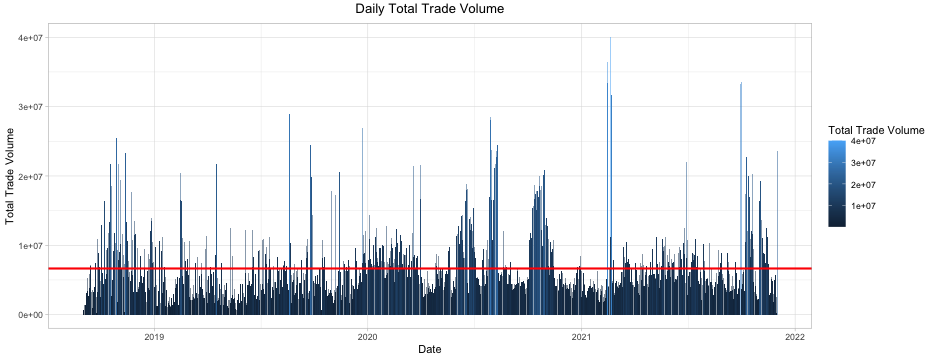 Daily Total Trade Volume
Total Trade Volume
4e+07
3e+07
2e+07
1e+07
0e+00
2019
2020
2021
2022
Date
Total Trade Volume
4e+07
3e+07
2e+07
1e+07